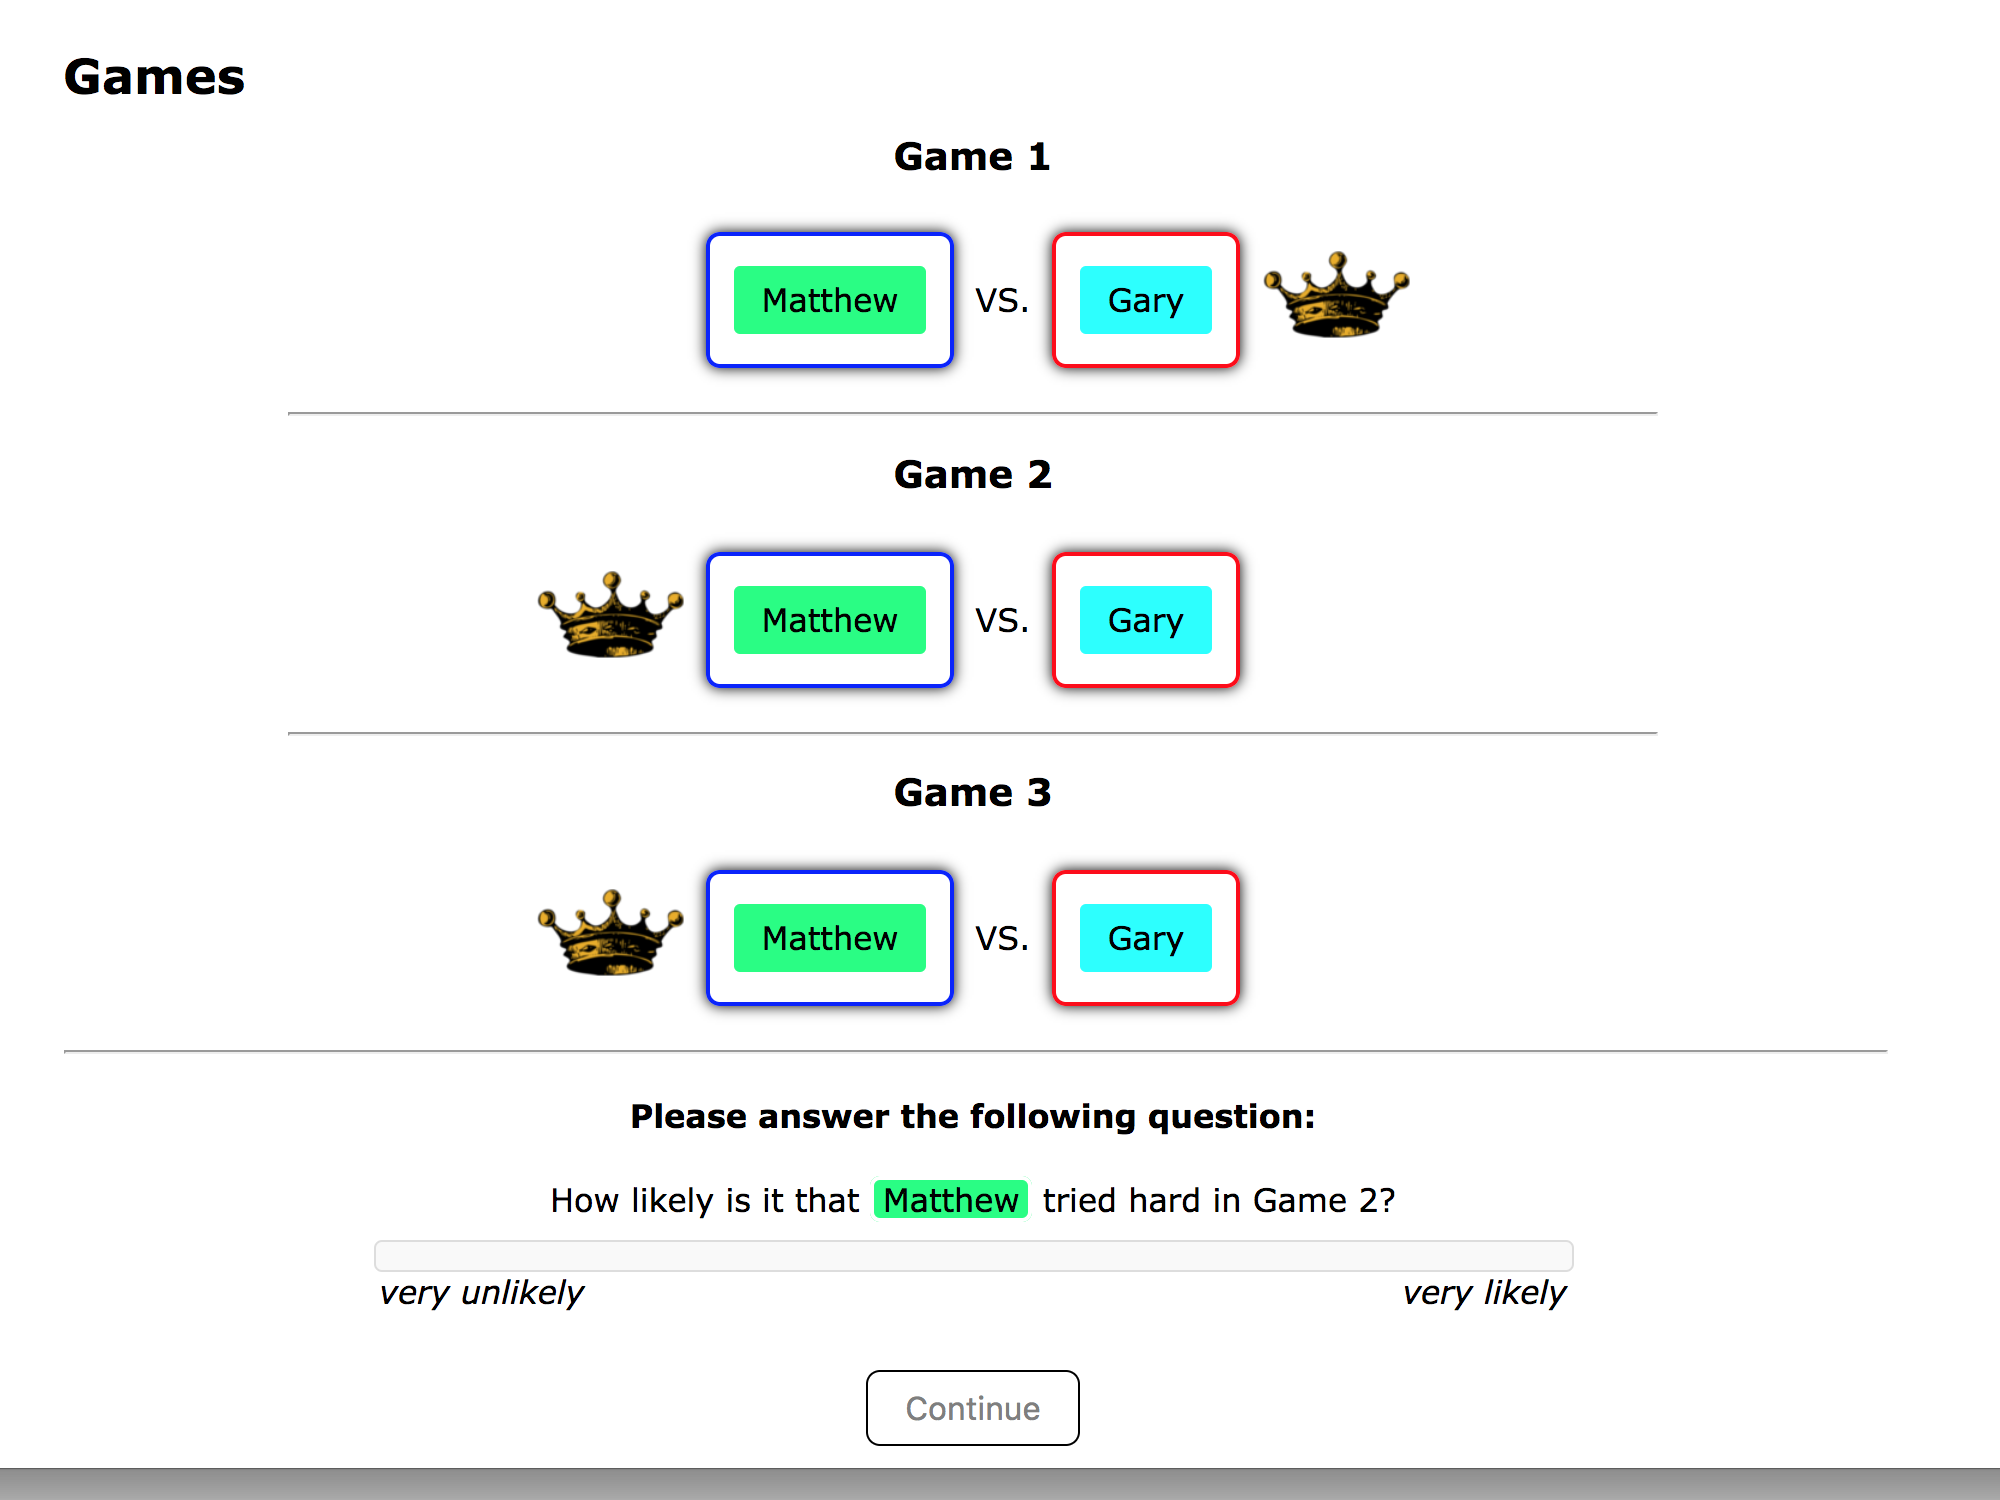 Games
Game 1
Matthew VS. Gary
Game 2
Matthew VS. Gary
Game 3
Matthew VS. Gary
Please answer the following question:
How likely is it that Matthew tried hard in Game 2?
very unlikely very likely
Continue